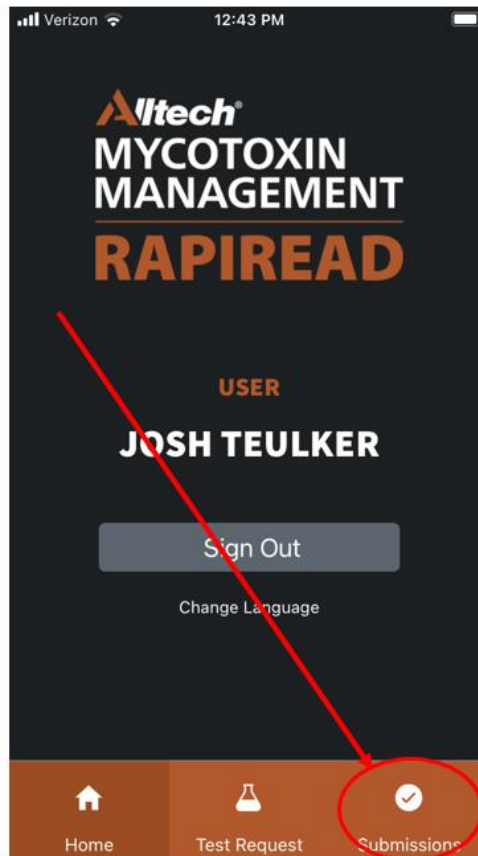 Verizon 12:43 PM
Alltech®
MYCOTOXIN
MANAGEMENT
RAPIREAD
USER
JOSH TEULKER
Sign Out
Change Language
Home Test Request Submissions